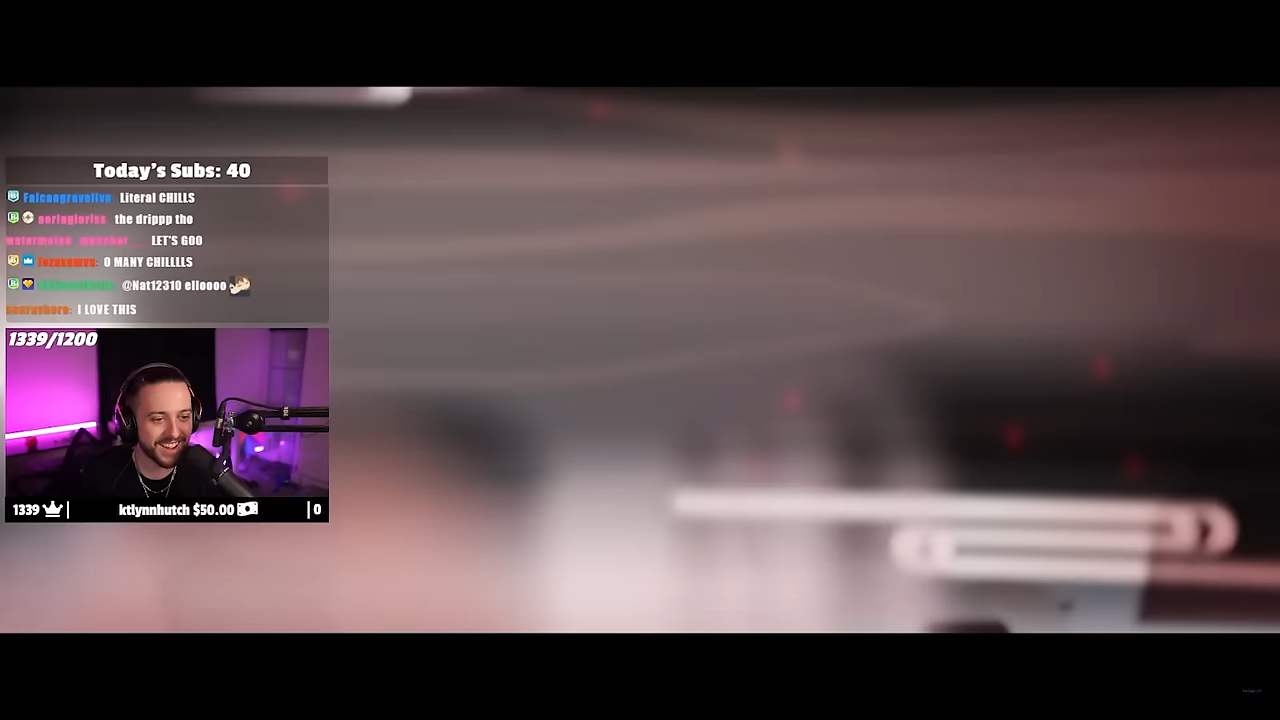 Today's Subs: 40
Falcongravelive Literal CHILLS
the drippp tho
LET'S GOO
O MANY CHILLLLS
@Nat12310 elloooo
I LOVE THIS
1339/1200
1339 ktlynnhutch $50.00 0